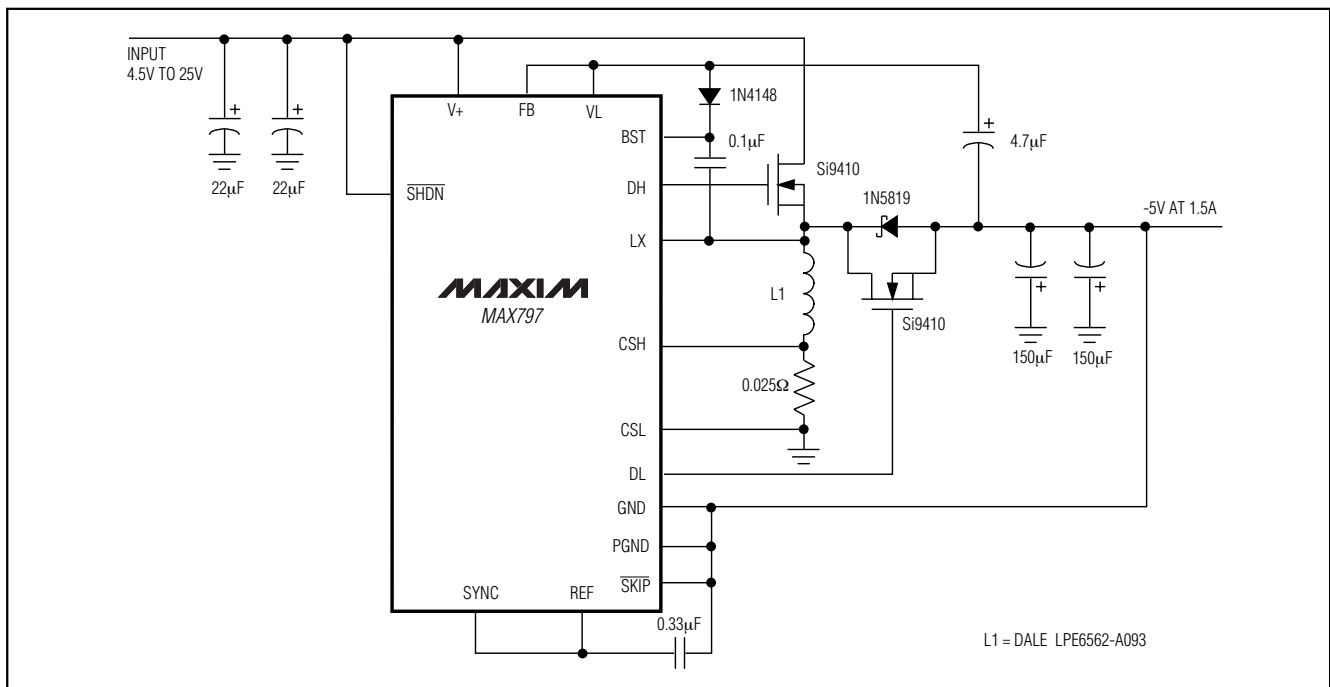 INPUT
4.5V TO 25V
+
+
22µF
22µF
V+
FB
VL
1N4148
BST
0.1µF
+
4.7µF
SHDN
DH
Si9410
1N5819
-5V AT 1.5A
LX
MAXIM
MAX797
L1
Si9410
+
+
150µF
150µF
CSH
0.025Ω
CSL
DL
GND
PGND
SKIP
SYNC
REF
0.33µF
L1 = DALE LPE6562-A093